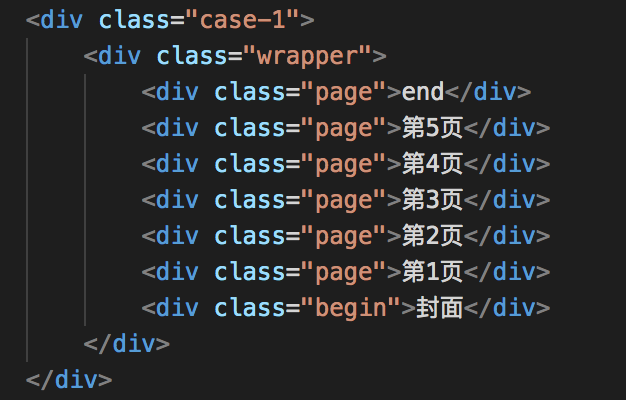 <div class="case-1">
<div class="wrapper">
<div class="page">end</div>
<div class="page">第5页</div>
<div class="page">第4页</div>
<div class="page">第3页</div>
<div class="page">第2页</div>
<div class="page">第1页</div>
<div class="begin">封面</div>
</div>
</div>